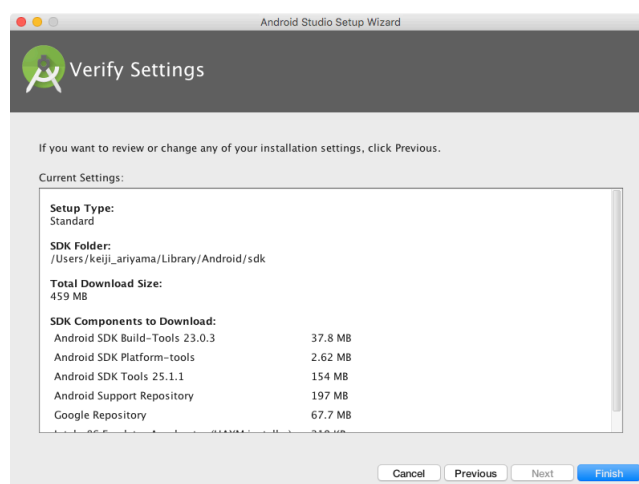 Android Studio Setup Wizard
Verify Settings
If you want to review or change any of your installation settings, click Previous.
Current Settings:
Setup Type:
Standard
SDK Folder:
/Users/keiji_ariyama/Library/Android/sdk
Total Download Size:
459 MB
SDK Components to Download:
Android SDK Build-Tools 23.0.3 37.8 MB
Android SDK Platform-tools 2.62 MB
Android SDK Tools 25.1.1 154 MB
Android Support Repository 197 MB
Google Repository 67.7 MB
Cancel Previous Next Finish